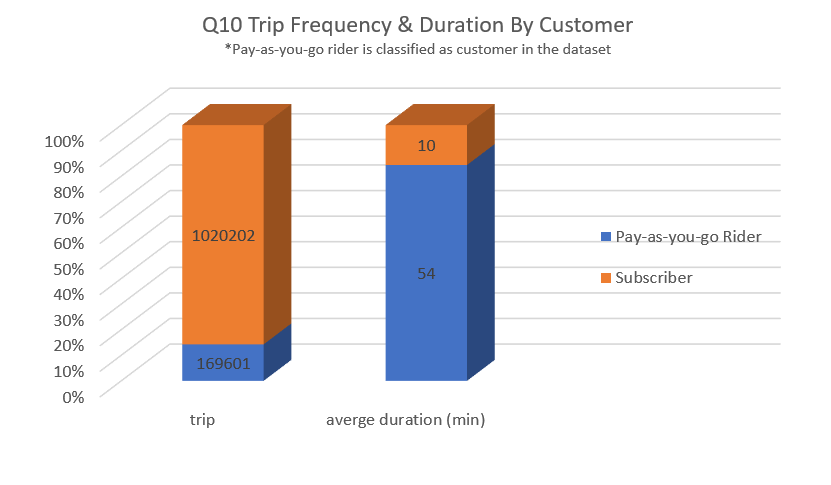 Q10 Trip Frequency & Duration By Customer
*Pay-as-you-go rider is classified as customer in the dataset
100%
90%
80%
70%
60%
50%
40%
30%
20%
10%
0%
1020202
169601
10
54
trip
averge duration (min)
Pay-as-you-go Rider
Subscriber